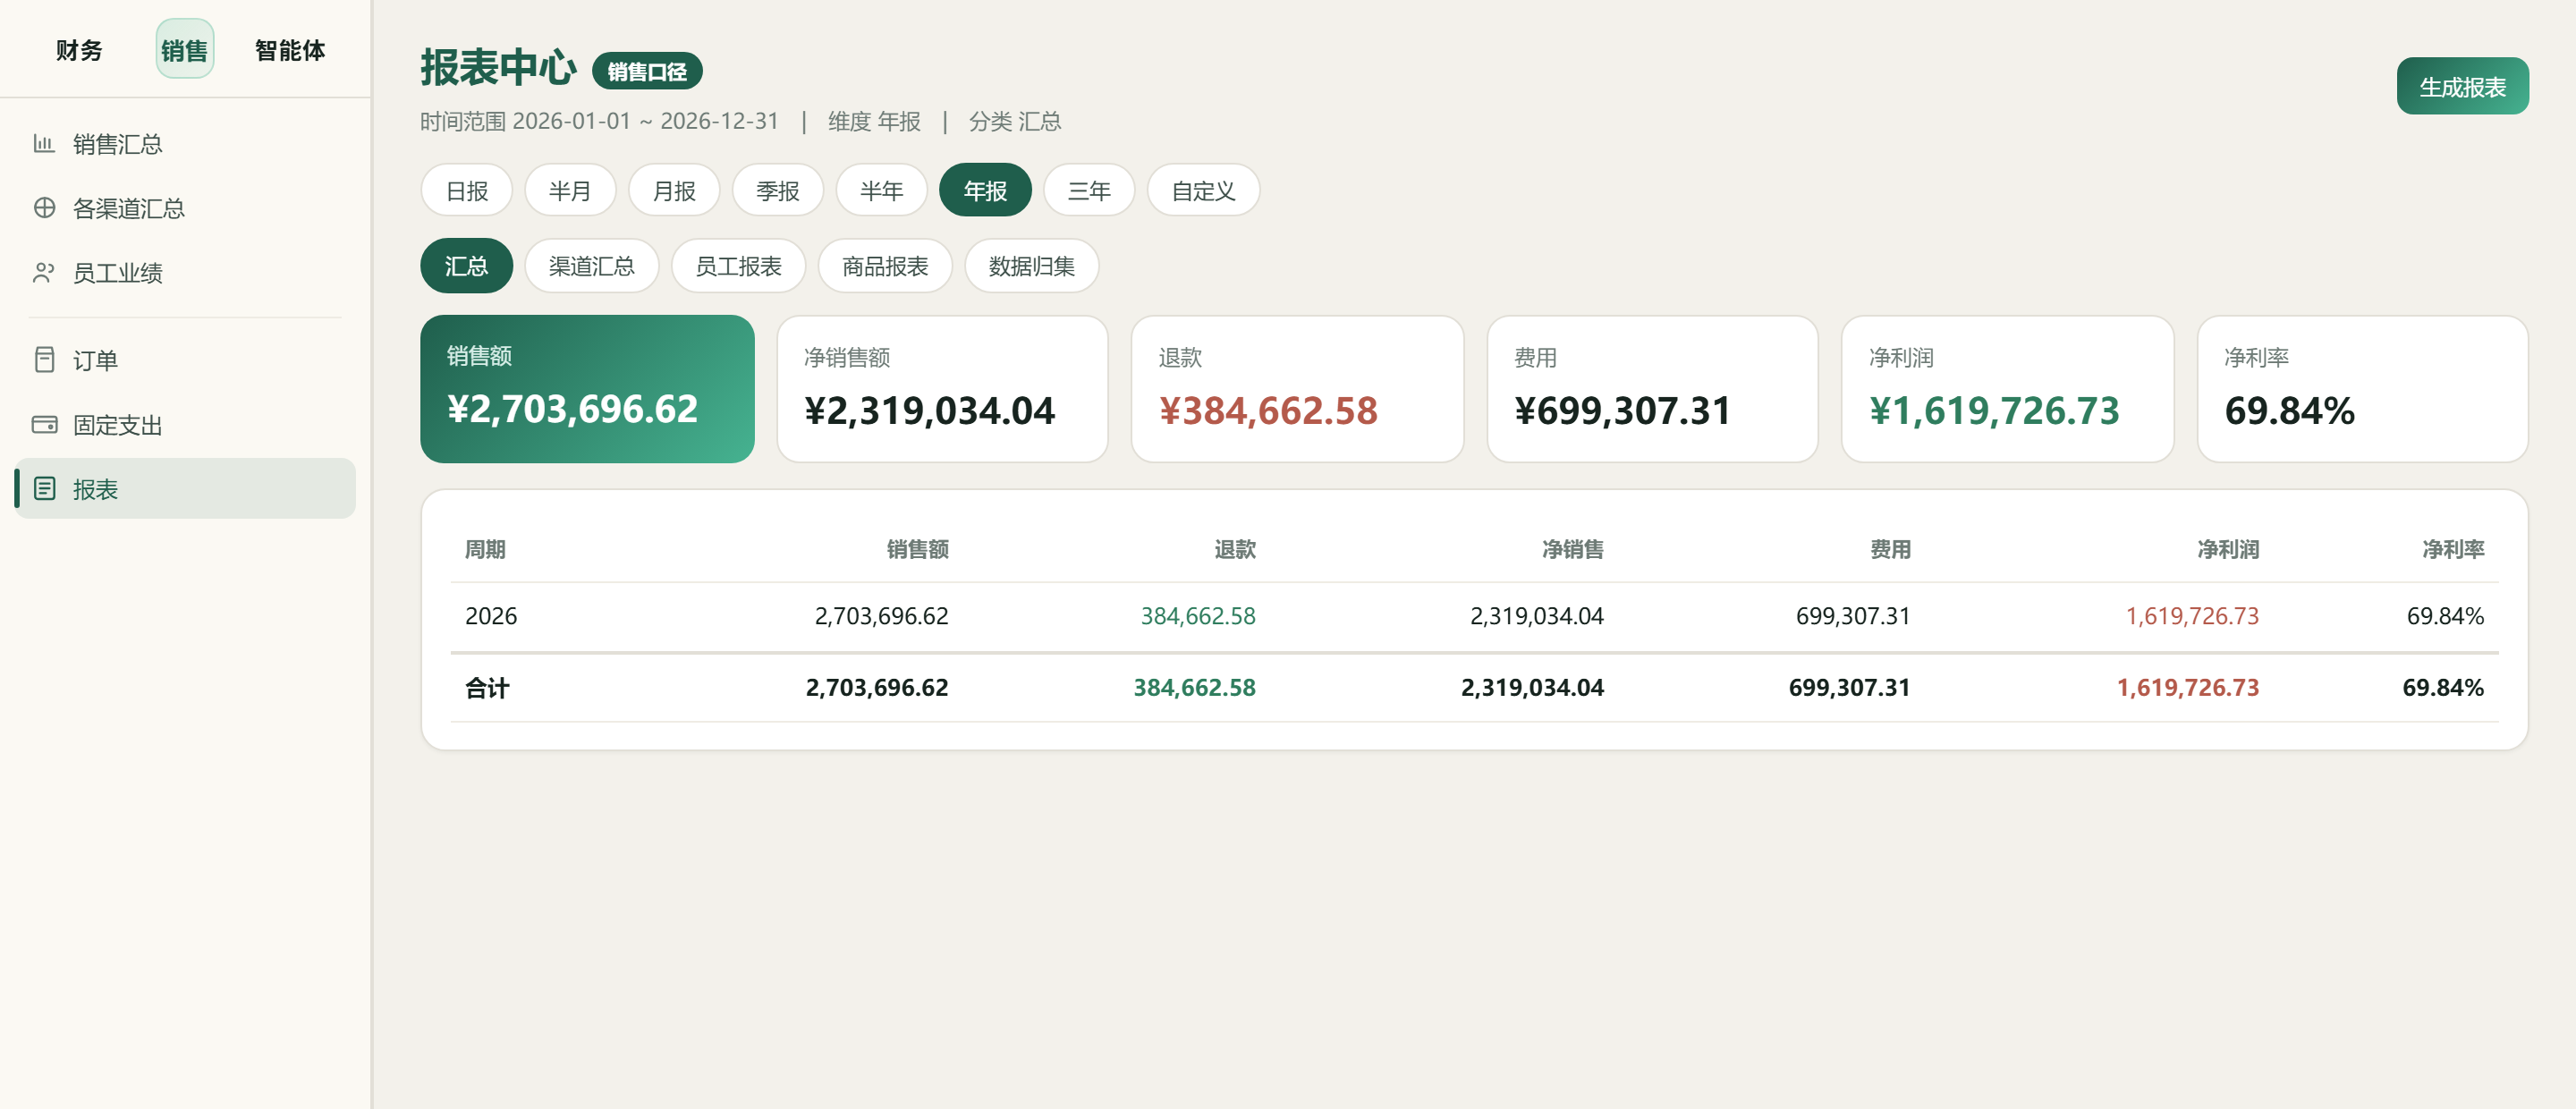 财务 销售 智能体
销售汇总
各渠道汇总
员工业绩
订单
固定支出
报表
报表中心 销售口径
生成报表
时间范围 2026-01-01 ~ 2026-12-31 | 维度 年报 | 分类 汇总
日报 半月 月报 季报 半年 年报 三年 自定义
汇总 渠道汇总 员工报表 商品报表 数据归集
销售额 净销售额 退款 费用 净利润 净利率
¥2,703,696.62 ¥2,319,034.04 ¥384,662.58 ¥699,307.31 ¥1,619,726.73 69.84%
周期 销售额 退款 净销售 费用 净利润 净利率
2026 2,703,696.62 384,662.58 2,319,034.04 699,307.31 1,619,726.73 69.84%
合计 2,703,696.62 384,662.58 2,319,034.04 699,307.31 1,619,726.73 69.84%